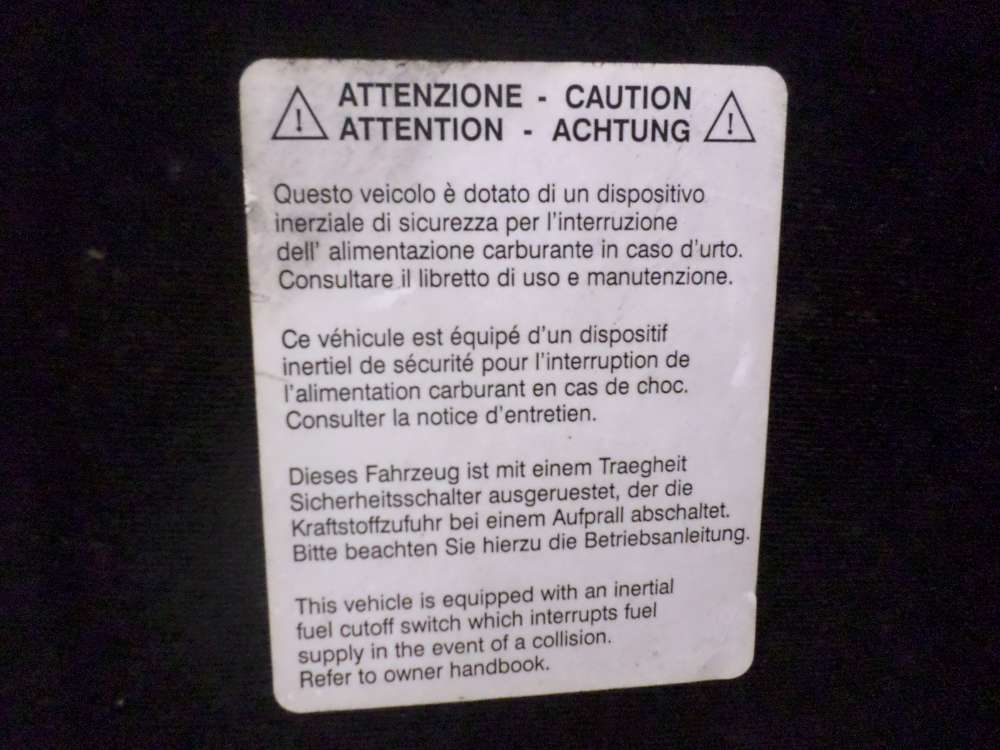 ATTENZIONE - CAUTION
ATTENTION - ACHTUNG
Questo veicolo è dotato di un dispositivo
inerziale di sicurezza per l'interruzione
dell' alimentazione carburante in caso d'urto.
Consultare il libretto di uso e manutenzione.
Ce véhicule est équipé d'un dispositif
inertiel de sécurité pour l'interruption de
l'alimentation carburant en cas de choc.
Consulter la notice d'entretien.
Dieses Fahrzeug ist mit einem Traegheit
Sicherheitsschalter ausgeruestet, der die
Kraftstoffzufuhr bei einem Aufprall abschaltet.
Bitte beachten Sie hierzu die Betriebsanleitung.
This vehicle is equipped with an inertial
fuel cutoff switch which interrupts fuel
supply in the event of a collision.
Refer to owner handbook.